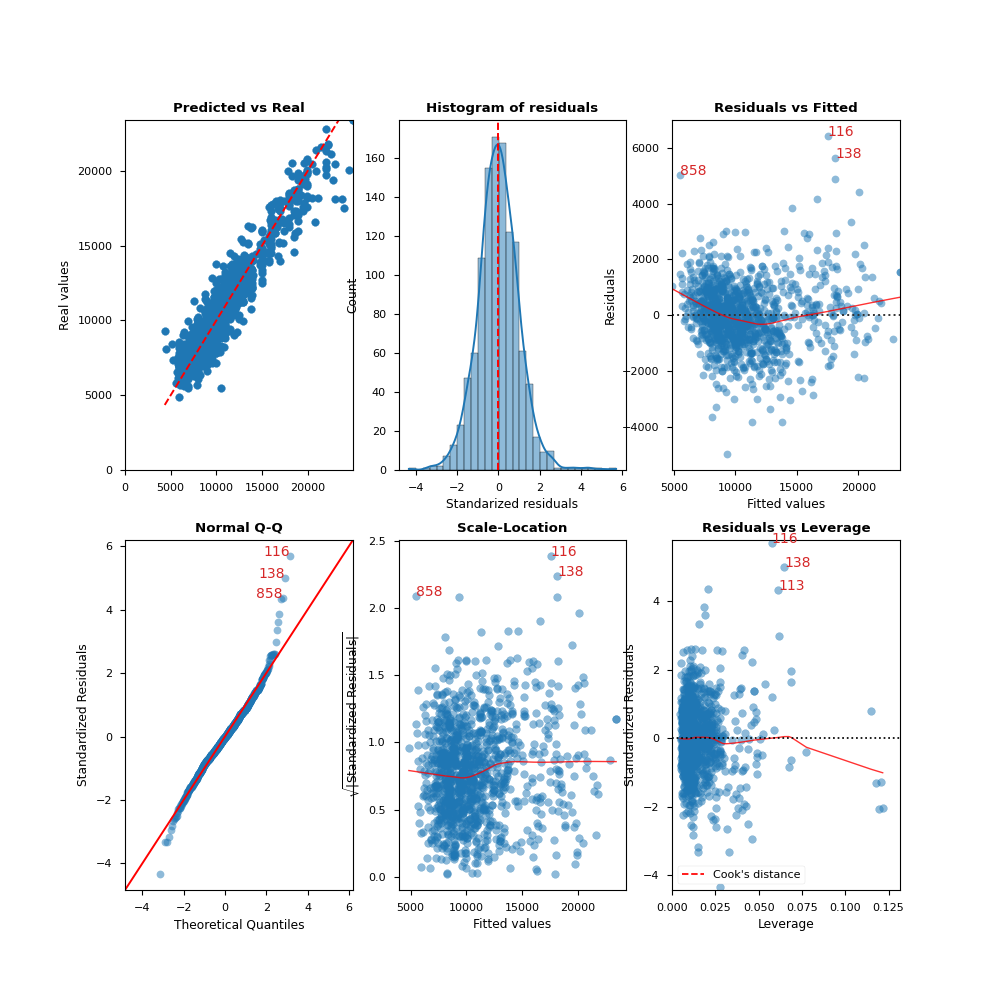 Predicted vs Real
Real values
20000
15000
10000
5000
0
0 5000 10000 15000 20000
Histogram of residuals
Count
160
140
120
100
80
60
40
20
0
−4 −2 0 2 4 6
Standarized residuals
Residuals vs Fitted
Residuals
6000
4000
2000
0
−2000
−4000
116
138
858
5000 10000 15000 20000
Fitted values
Normal Q-Q
Standardized Residuals
6
4
2
0
−2
−4
116
138
858
−4 −2 0 2 4 6
Theoretical Quantiles
Scale-Location
√|Standardized Residuals|
2.5
2.0
1.5
1.0
0.5
0.0
116
138
858
5000 10000 15000 20000
Fitted values
Residuals vs Leverage
Standardized Residuals
4
2
0
−2
−4
116
138
113
Cook's distance
0.000 0.025 0.050 0.075 0.100 0.125
Leverage